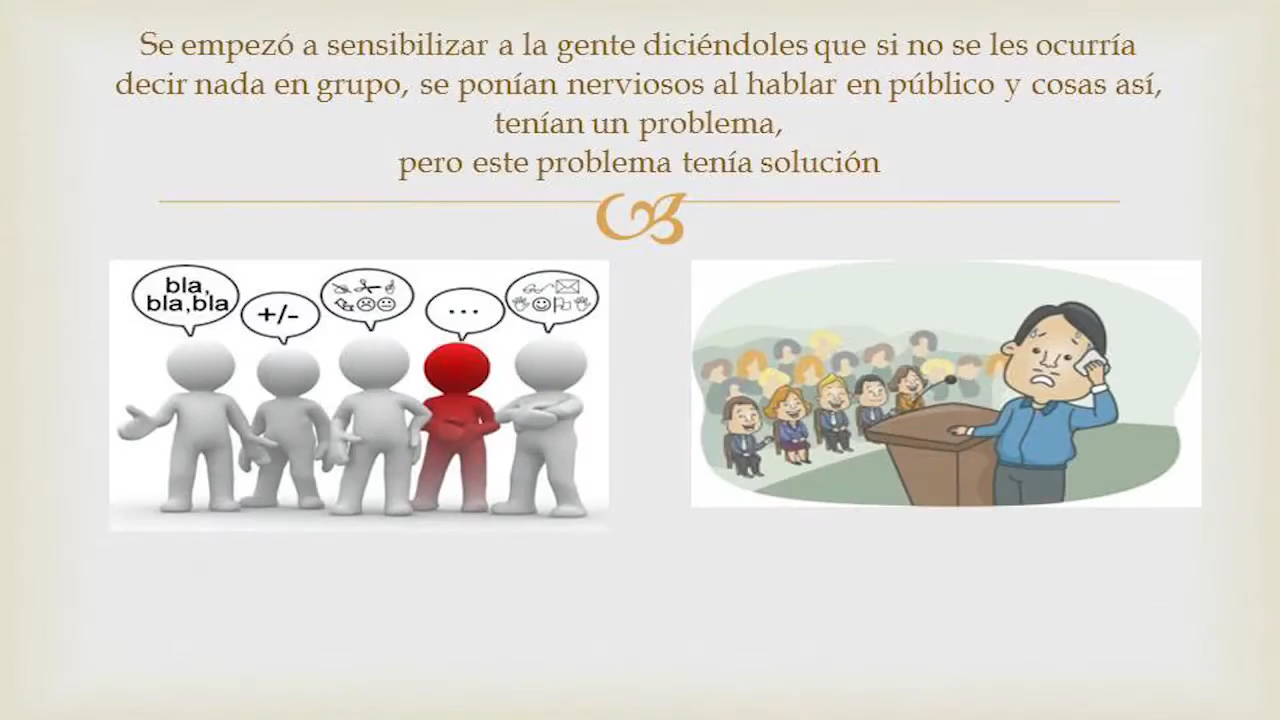 Se empezó a sensibilizar a la gente diciéndoles que si no se les ocurría
decir nada en grupo, se ponían nerviosos al hablar en público y cosas así,
tenían un problema,
pero este problema tenía solución
bla,
bla,bla
+/-
...